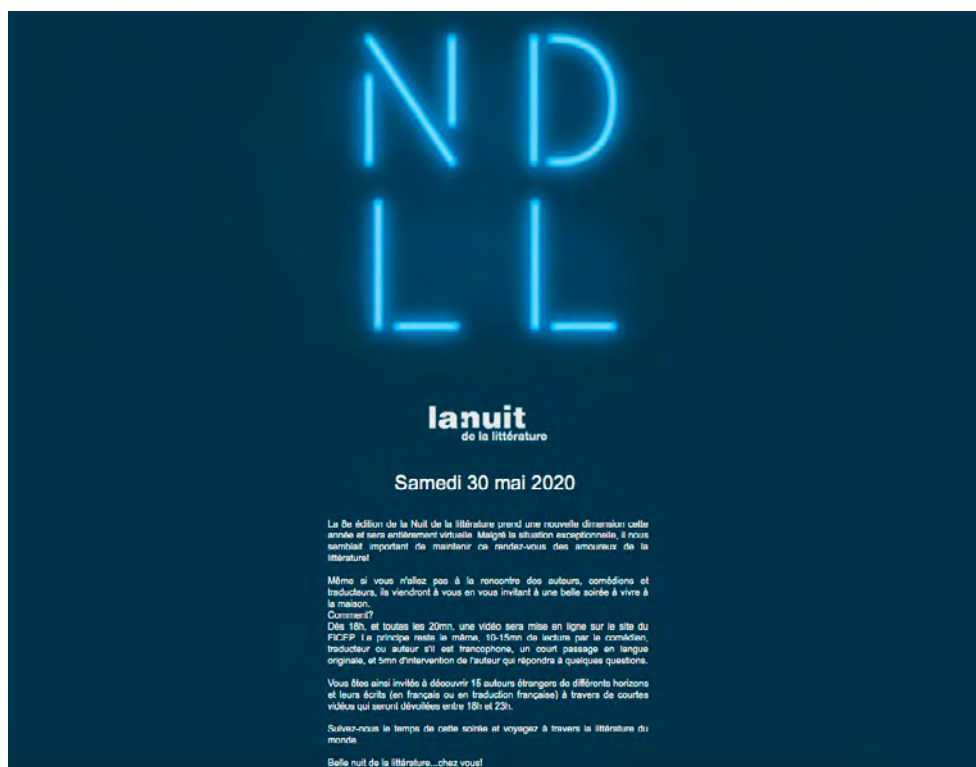 N D
L L
lanuit
de la littérature
Samedi 30 mai 2020
La 8e édition de la Nuit de la littérature prend une nouvelle dimension cette
année et sera entièrement virtuelle. Malgré la situation exceptionnelle, il nous
semblait important de maintenir ce rendez-vous des amoureux de la
littérature!
Même si vous n'allez pas à la rencontre des auteurs, comédiens et
traducteurs, ils viendront à vous en vous invitant à une belle soirée à vivre à
la maison.
Comment?
Dès 18h, et toutes les 20mn, une vidéo sera mise en ligne sur le site du
FICEP. Le principe reste le même, 10-15mn de lecture par le comédien,
traducteur ou auteur s'il est francophone, un court passage en langue
originale, et 5mn d'intervention de l'auteur qui répondra à quelques questions.
Vous êtes ainsi invités à découvrir 15 auteurs étrangers de différents horizons
et leurs écrits (en français ou en traduction française) à travers de courtes
vidéos qui seront dévoilées entre 18h et 23h.
Suivez-nous le temps de cette soirée et voyagez à travers la littérature du
monde.
Belle nuit de la littérature...chez vous!